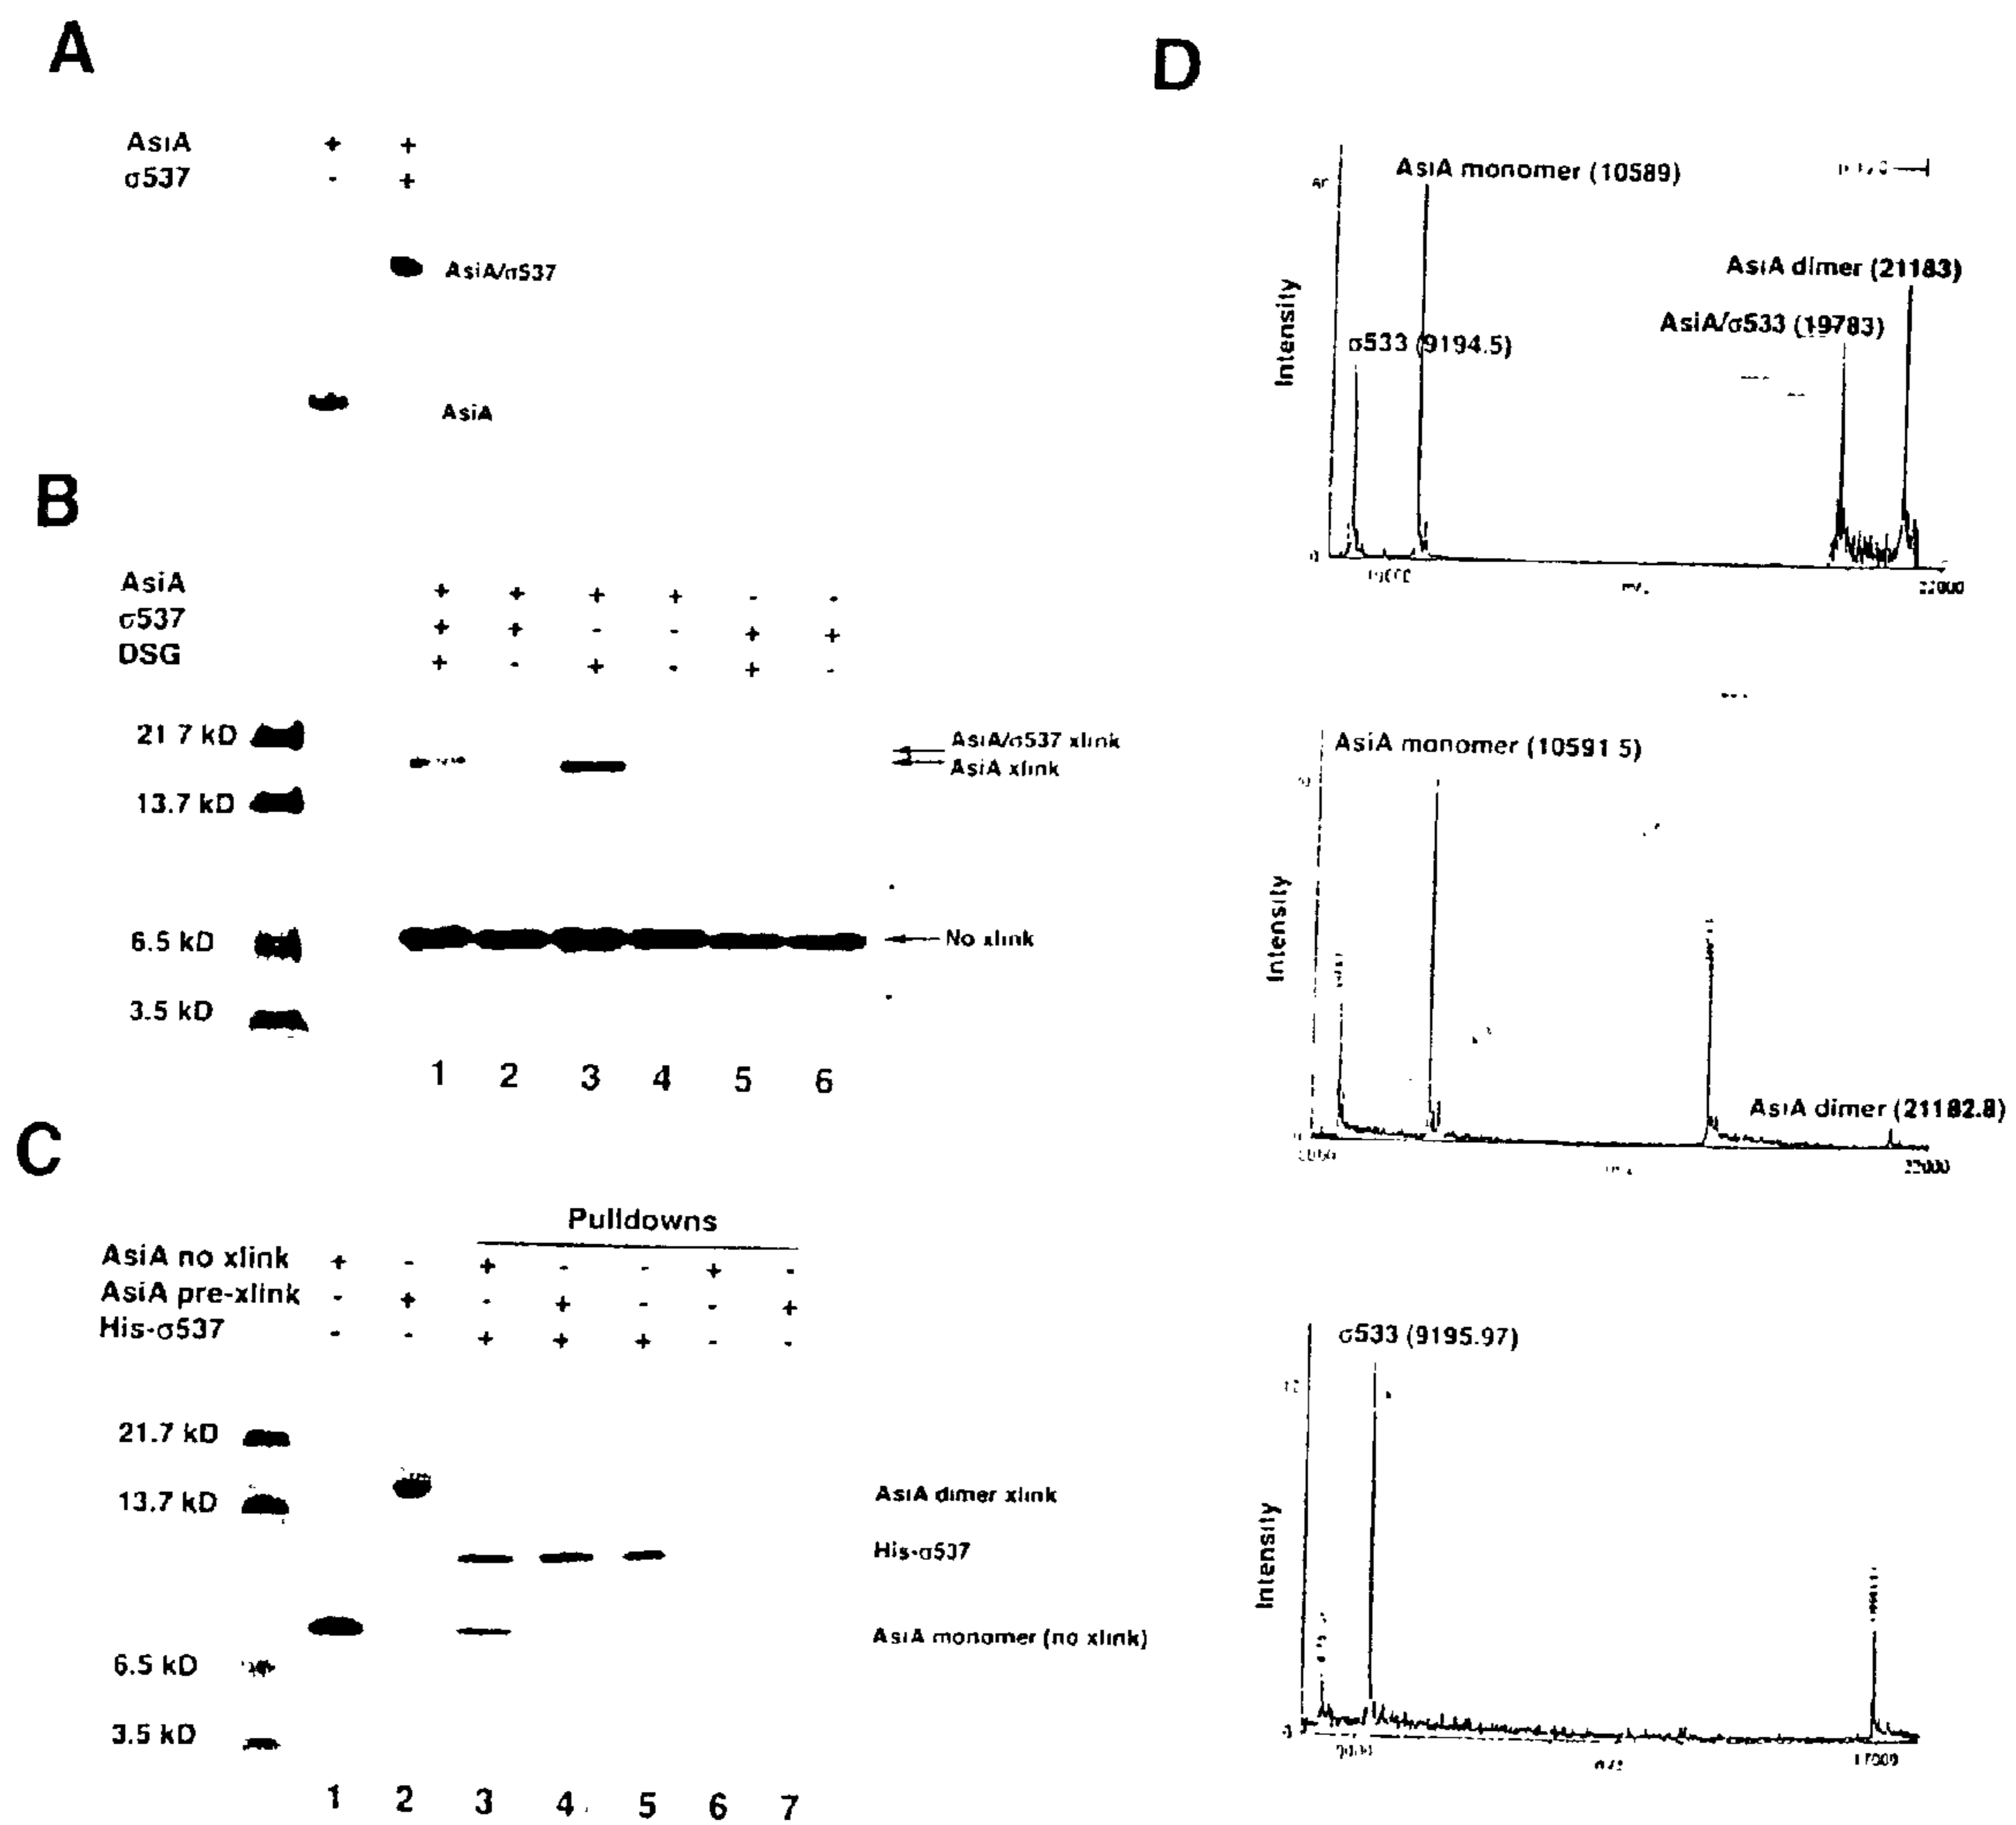 A
AsiA + +
σ537 - +
AsiA/σ537
AsiA
B
AsiA + + + + - -
σ537 + + - - + +
DSG + - + - + -
21 7 kD
13.7 kD
6.5 kD
3.5 kD
AsiA/σ537 xlink
AsiA xlink
No xlink
1 2 3 4 5 6
C
Pulldowns
AsiA no xlink + - + - - + -
AsiA pre-xlink - + - + - - +
His-σ537 - - + + + - -
21.7 kD
13.7 kD
6.5 kD
3.5 kD
AsiA dimer xlink
His-σ537
AsiA monomer (no xlink)
1 2 3 4 5 6 7
D
AsiA monomer (10589)
AsiA dimer (21183)
AsiA/σ533 (19783)
σ533 (9194.5)
Intensity
0
22000
AsiA monomer (10591 5)
AsiA dimer (21182.8)
Intensity
22000
σ533 (9195.97)
Intensity
12
0
m/z
17000